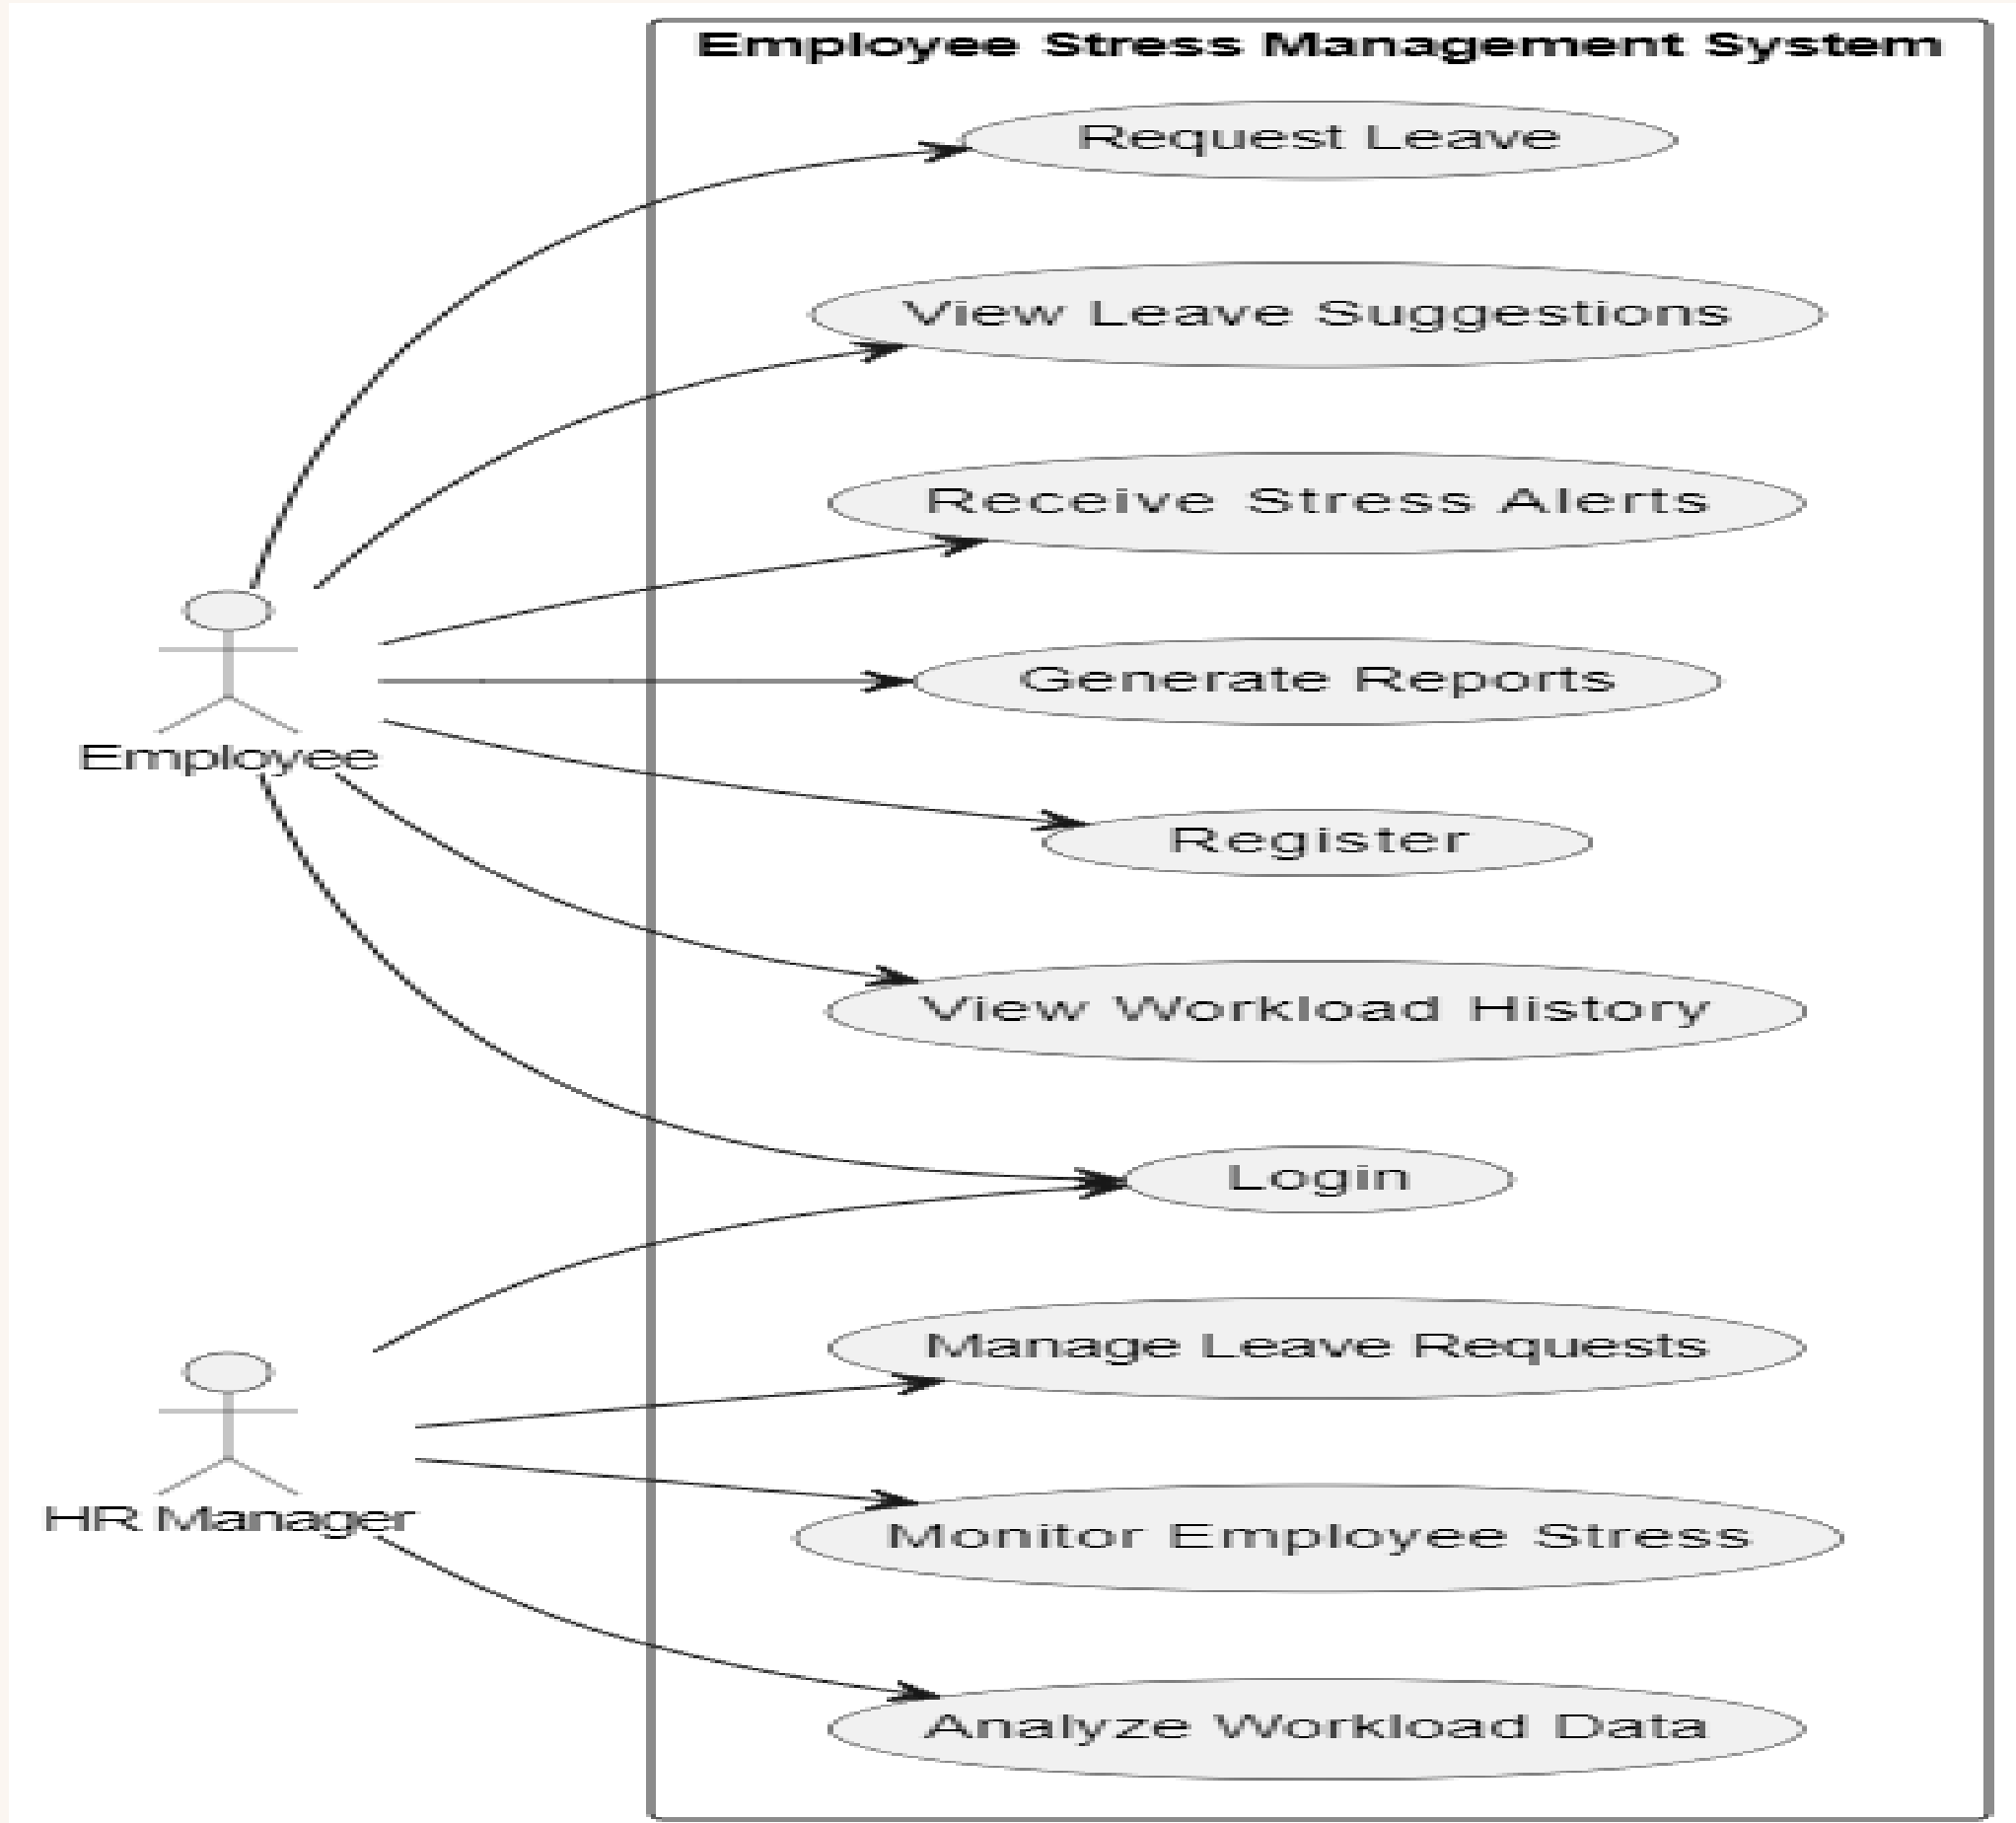 Employee Stress Management System
Request Leave
View Leave Suggestions
Receive Stress Alerts
Generate Reports
Employee
Register
View Workload History
Login
Manage Leave Requests
HR Manager
Monitor Employee Stress
Analyze Workload Data